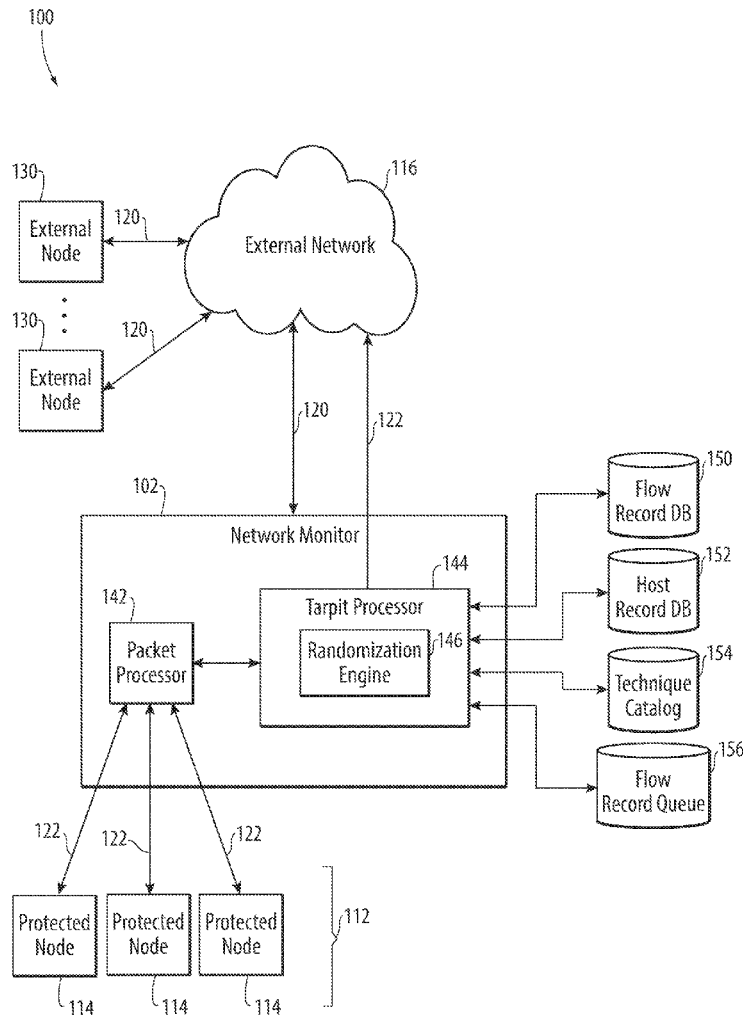 100
130
External
Node
120
116
External Network
130
External
Node
120
120
122
102
Network Monitor
142
Packet
Processor
144
Tarpit Processor
Randomization
Engine
146
150
Flow
Record DB
152
Host
Record DB
154
Technique
Catalog
156
Flow
Record Queue
122
122
122
112
Protected
Node
Protected
Node
Protected
Node
114
114
114